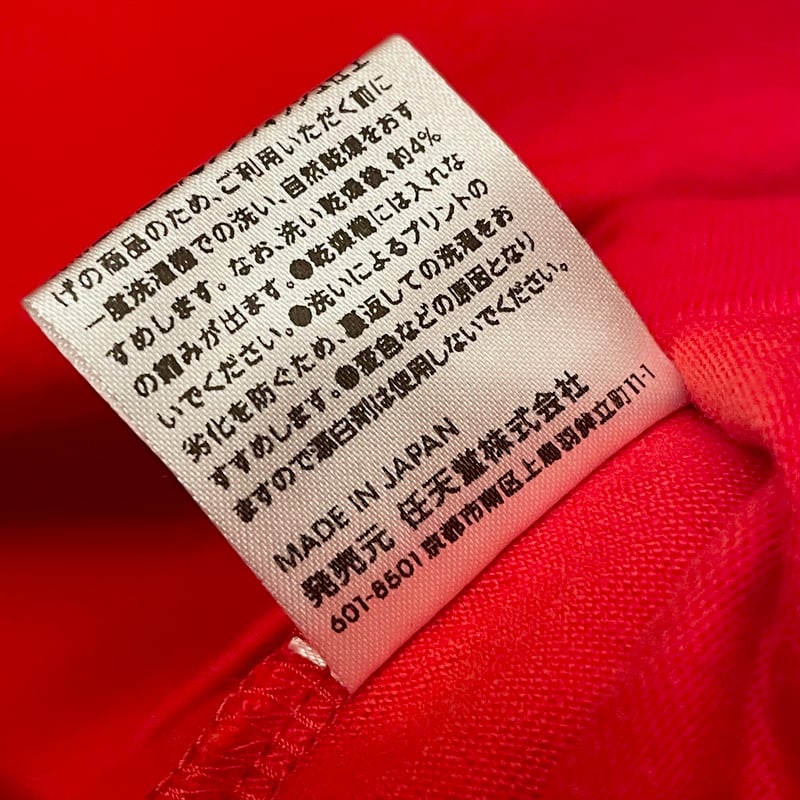 げの商品のため、ご利用いただく前に
一度洗濯機での洗い、自然乾燥をおす
すめします。なお、洗い乾燥後、約4%
の縮みが出ます。●乾燥機には入れな
いでください。●洗いによるプリントの
劣化を防ぐため、裏返しての洗濯をお
すすめします。●変色などの原因となり
ますので漂白剤は使用しないでください。
MADE IN JAPAN
発売元 任天堂株式会社
601-8501 京都市南区上鳥羽鉾立町11-1